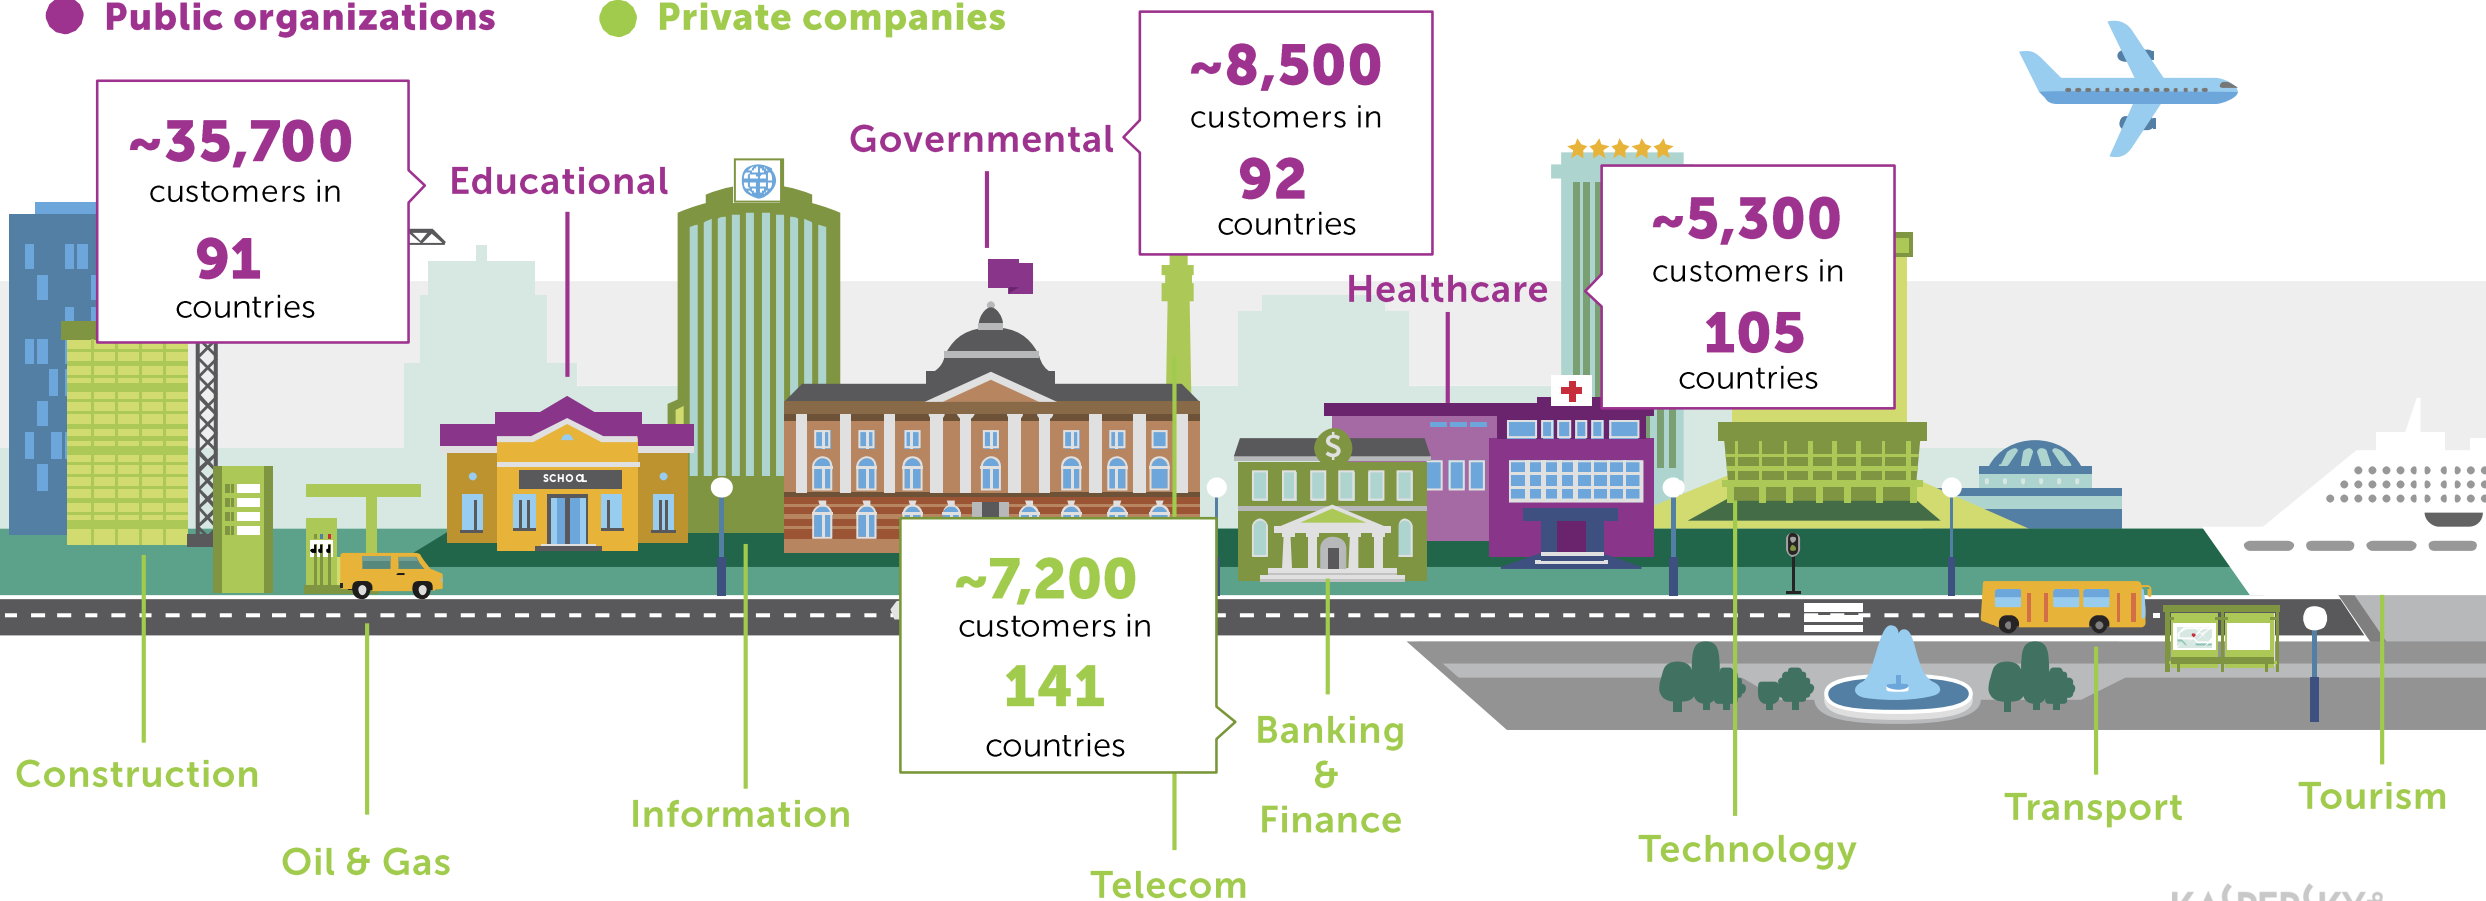 Public organizations
Private companies
~35,700
customers in
91
countries
Educational
Governmental
~8,500
customers in
92
countries
Healthcare
~5,300
customers in
105
countries
SCHOOL
$
~7,200
customers in
141
countries
Banking
&
Finance
Construction
Oil & Gas
Information
Telecom
Technology
Transport
Tourism
KASPERSKY